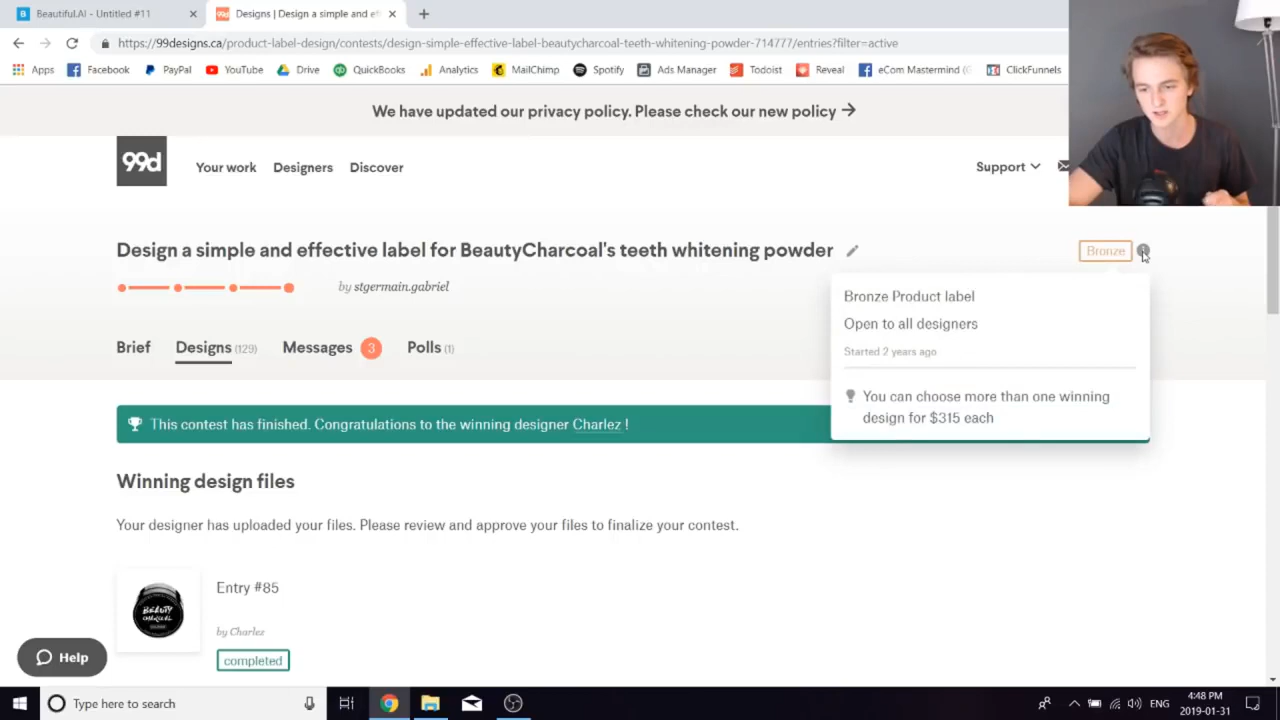 Beautiful.AI - Untitled #11
99d
Designs | Design a simple and ef
https://99designs.ca/product-label-design/contests/design-simple-effective-label-beautycharcoal-teeth-whitening-powder-714777/entries?filter=active
Apps
Facebook
PayPal
YouTube
Drive
QuickBooks
Analytics
MailChimp
Spotify
Ads Manager
Todoist
Reveal
eCom Mastermind (
ClickFunnels
We have updated our privacy policy. Please check our new policy →
99d
Your work
Designers
Discover
Support
Design a simple and effective label for BeautyCharcoal's teeth whitening powder
Bronze
by stgermain.gabriel
Bronze Product label
Open to all designers
Started 2 years ago
You can choose more than one winning
design for $315 each
Brief
Designs (129)
Messages 3
Polls (1)
This contest has finished. Congratulations to the winning designer Charlez !
Winning design files
Your designer has uploaded your files. Please review and approve your files to finalize your contest.
BEAUTY
CHARCOAL
Entry #85
by Charlez
completed
Help
Type here to search
ENG
4:48 PM
2019-01-31